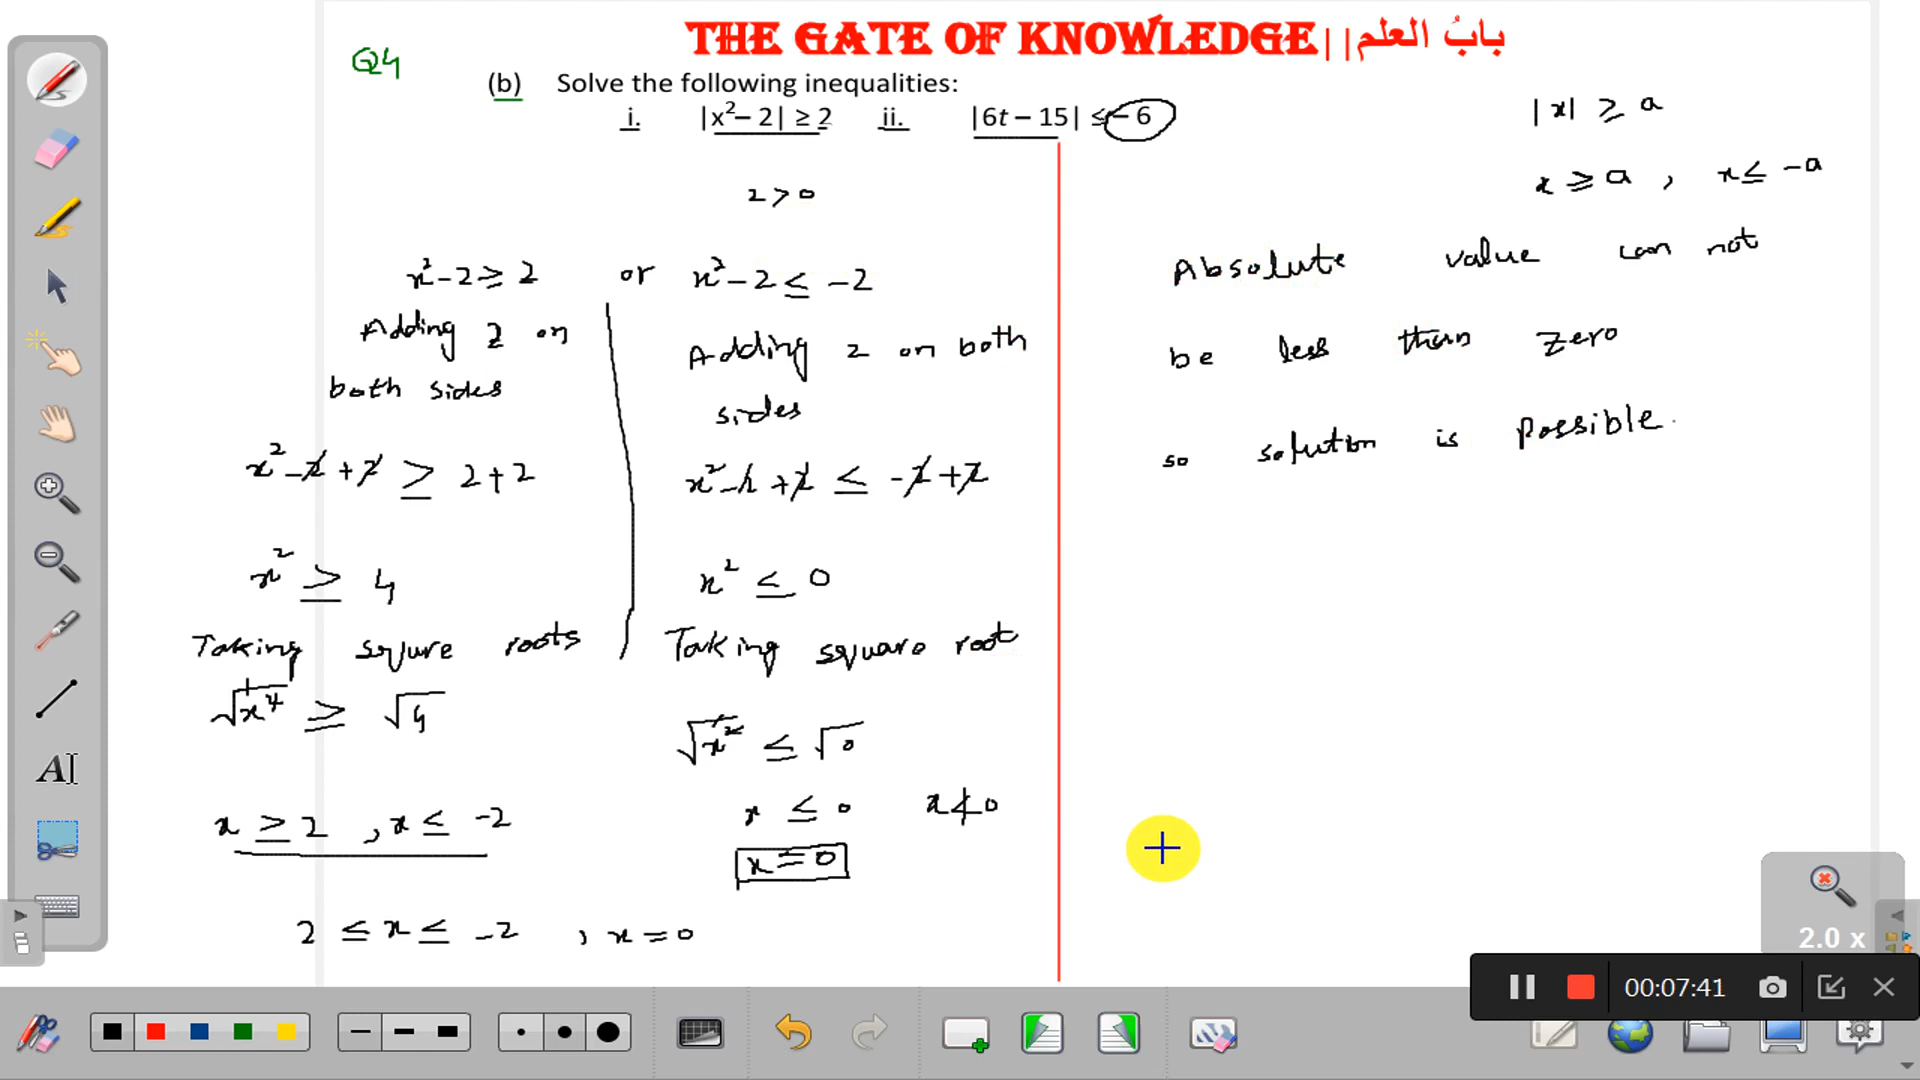 THE GATE OF KNOWLEDGE||بابُ العلم
Q4
(b) Solve the following inequalities:
i. |x²– 2| ≥ 2 ii. |6t – 15| ≤ – 6
|x| ≥ a
x ≥ a , x ≤ -a
2 > 0
x²-2 ≥ 2 or x²-2 ≤ -2
Adding 2 on
both sides
x²-2+2 ≥ 2+2
x² ≥ 4
Taking squre roots
√x² ≥ √4
x ≥ 2 , x ≤ -2
Adding 2 on both
sides
x²-2+2 ≤ -2+2
x² ≤ 0
Taking square root
√x² ≤ √0
x ≤ 0 x≮0
x = 0
2 ≤ x ≤ -2 , x = 0
Absolute value can not
be less than zero
so solution is possible.
2.0 x
00:07:41